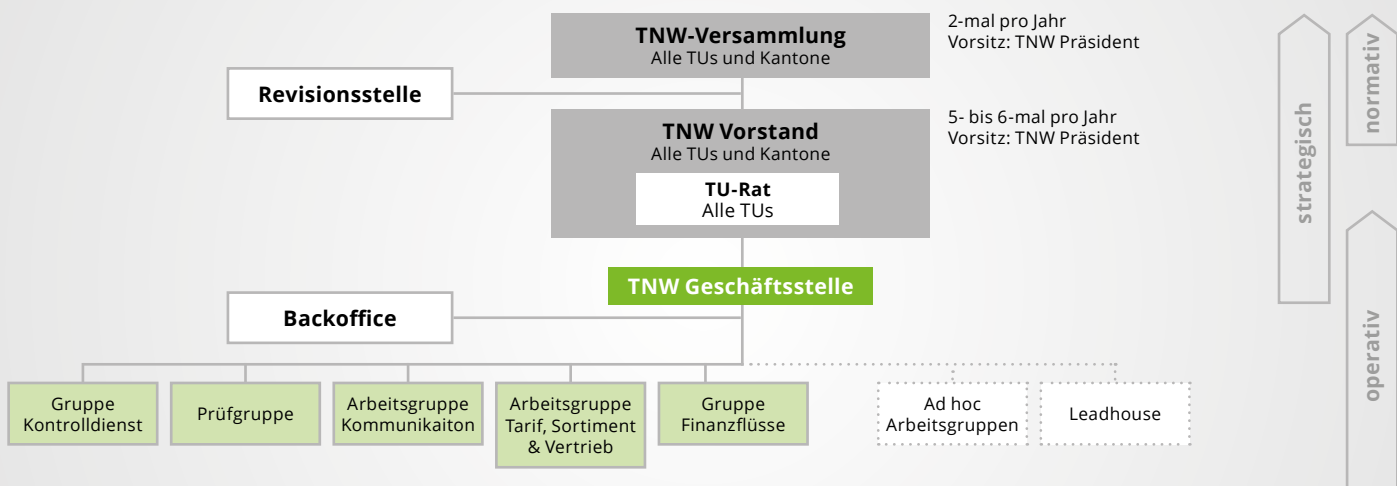 TNW-Versammlung
Alle TUs und Kantone
2-mal pro Jahr
Vorsitz: TNW Präsident
Revisionsstelle
TNW Vorstand
Alle TUs und Kantone
5- bis 6-mal pro Jahr
Vorsitz: TNW Präsident
TU-Rat
Alle TUs
TNW Geschäftsstelle
Backoffice
Gruppe
Kontrolldienst
Prüfgruppe
Arbeitsgruppe
Kommunikaiton
Arbeitsgruppe
Tarif, Sortiment
& Vertrieb
Gruppe
Finanzflüsse
Ad hoc
Arbeitsgruppen
Leadhouse
strategisch
normativ
operativ